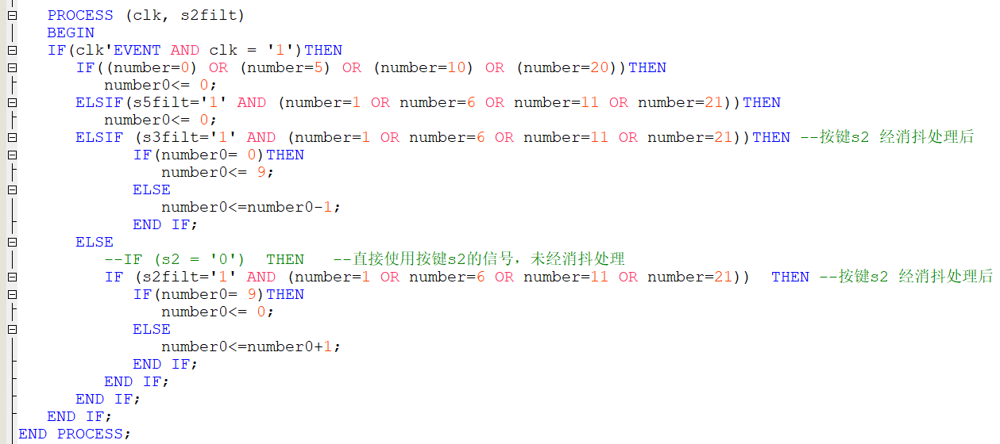 PROCESS (clk, s2filt)
BEGIN
IF(clk'EVENT AND clk = '1')THEN
IF((number=0) OR (number=5) OR (number=10) OR (number=20))THEN
number0<= 0;
ELSIF(s5filt='1' AND (number=1 OR number=6 OR number=11 OR number=21))THEN
number0<= 0;
ELSIF (s3filt='1' AND (number=1 OR number=6 OR number=11 OR number=21))THEN --按键s2 经消抖处理后
IF(number0= 0)THEN
number0<= 9;
ELSE
number0<=number0-1;
END IF;
ELSE
--IF (s2 = '0')  THEN   --直接使用按键s2的信号，未经消抖处理
IF (s2filt='1' AND (number=1 OR number=6 OR number=11 OR number=21))  THEN --按键s2 经消抖处理后
IF(number0= 9)THEN
number0<= 0;
ELSE
number0<=number0+1;
END IF;
END IF;
END IF;
END IF;
END PROCESS;